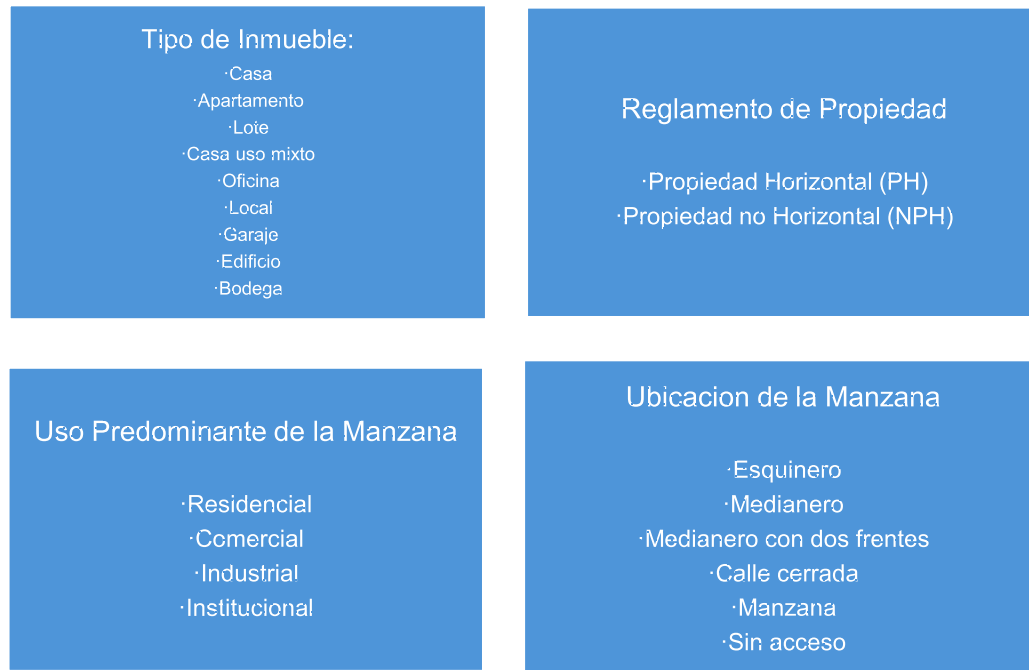 Tipo de Inmueble:
·Casa
·Apartamento
·Lote
·Casa uso mixto
·Oficina
·Local
·Garaje
·Edificio
·Bodega
Reglamento de Propiedad
·Propiedad Horizontal (PH)
·Propiedad no Horizontal (NPH)
Uso Predominante de la Manzana
·Residencial
·Comercial
·Industrial
·Institucional
Ubicacion de la Manzana
·Esquinero
·Medianero
·Medianero con dos frentes
·Calle cerrada
·Manzana
·Sin acceso